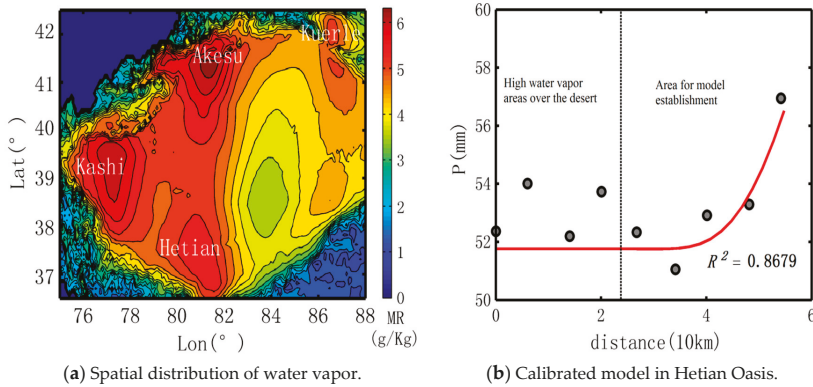 42
41
40
39
38
37
Lat(°)
76 78 80 82 84 86 88
Lon(°)
Kuerle
Akesu
Kashi
Hetian
6
5
4
3
2
1
0
MR
(g/Kg)
(a) Spatial distribution of water vapor.
60
58
56
54
52
50
P(mm)
High water vapor
areas over the desert
Area for model
establishment
R² = 0.8679
0 2 4 6
distance(10km)
(b) Calibrated model in Hetian Oasis.